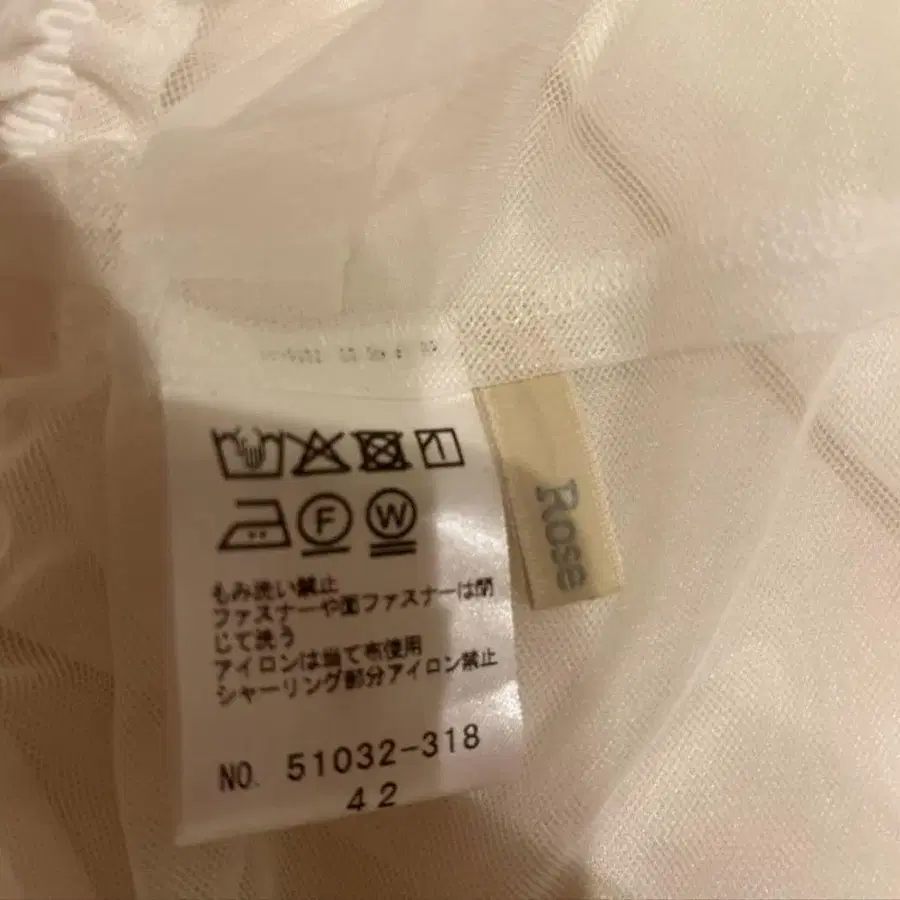 F W
もみ洗い禁止
ファスナーや面ファスナーは閉
じて洗う
アイロンは当て布使用
シャーリング部分アイロン禁止
NO. 51032-318
42
Rose